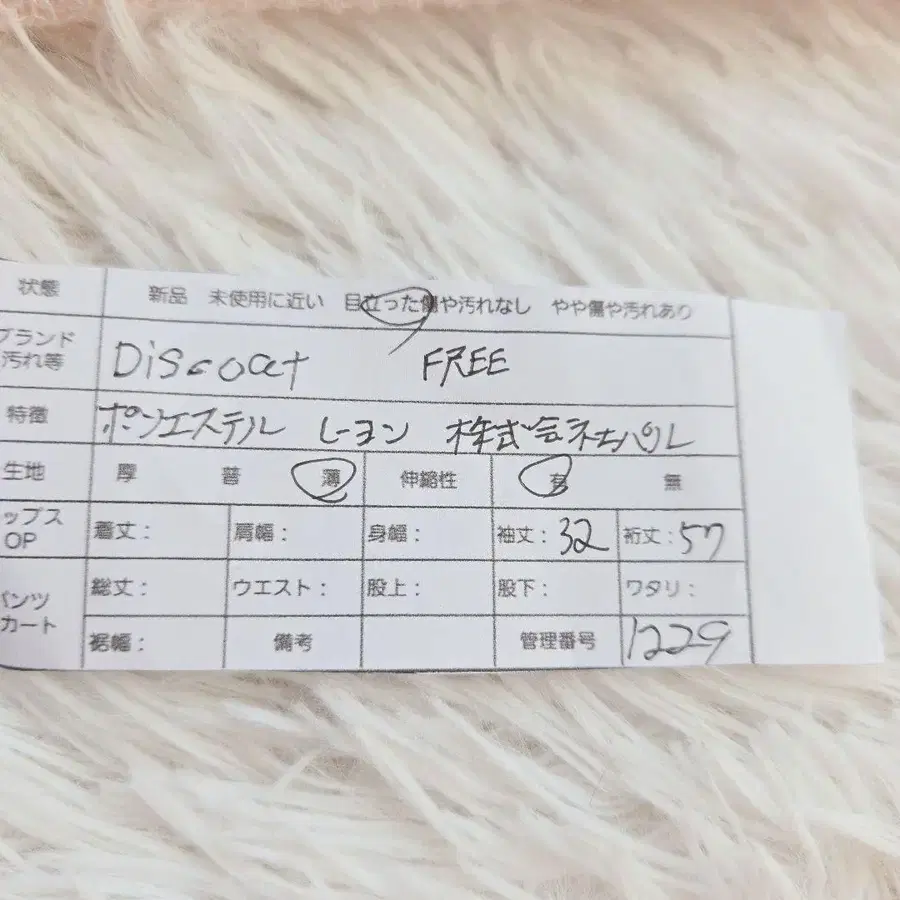 状態 新品 未使用に近い 目立った傷や汚れなし やや傷や汚れあり
ブランド
汚れ等 Discoat FREE
特徴 ポリエステル レーヨン 株式会社パル
生地 厚 普 薄 伸縮性 有 無
ップス
OP 着丈: 肩幅: 身幅: 袖丈:32 裄丈:57
総丈: ウエスト: 股上: 股下: ワタリ:
パンツ
カート
裾幅: 備考 管理番号 1229